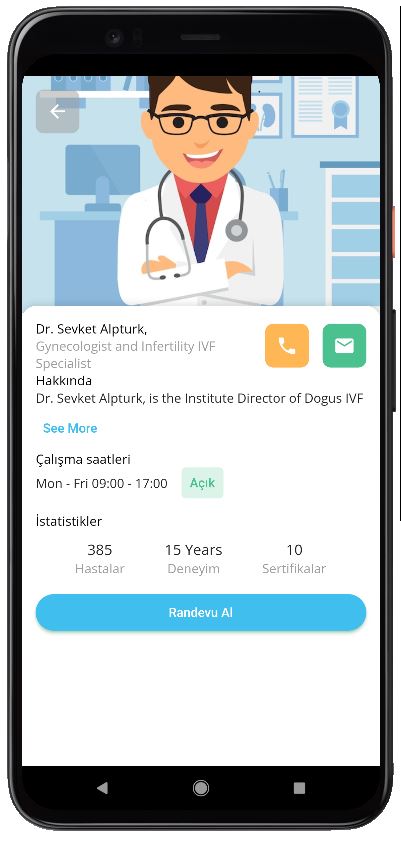 Dr. Sevket Alpturk,
Gynecologist and Infertility IVF
Specialist
Hakkında
Dr. Sevket Alpturk, is the Institute Director of Dogus IVF
See More
Çalışma saatleri
Mon - Fri 09:00 - 17:00 Açık
İstatistikler
385 15 Years 10
Hastalar Deneyim Sertifikalar
Randevu Al